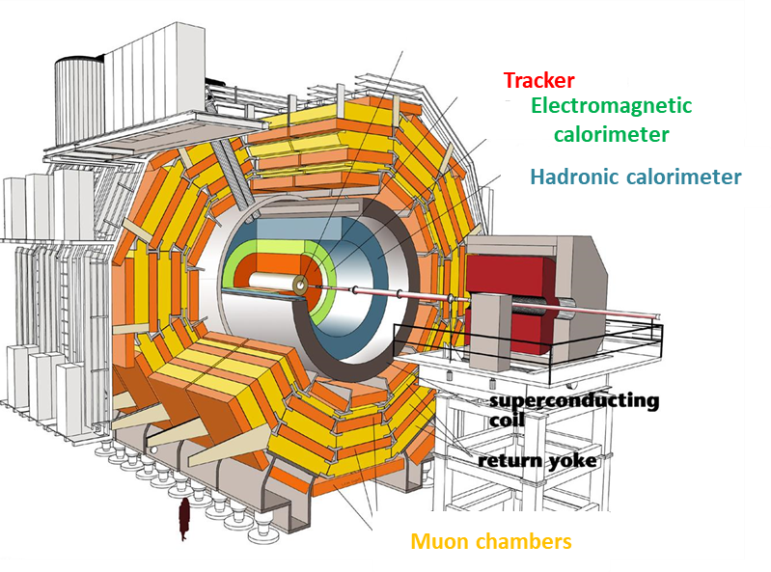 Tracker
Electromagnetic
calorimeter
Hadronic calorimeter
superconducting
coil
return yoke
Muon chambers